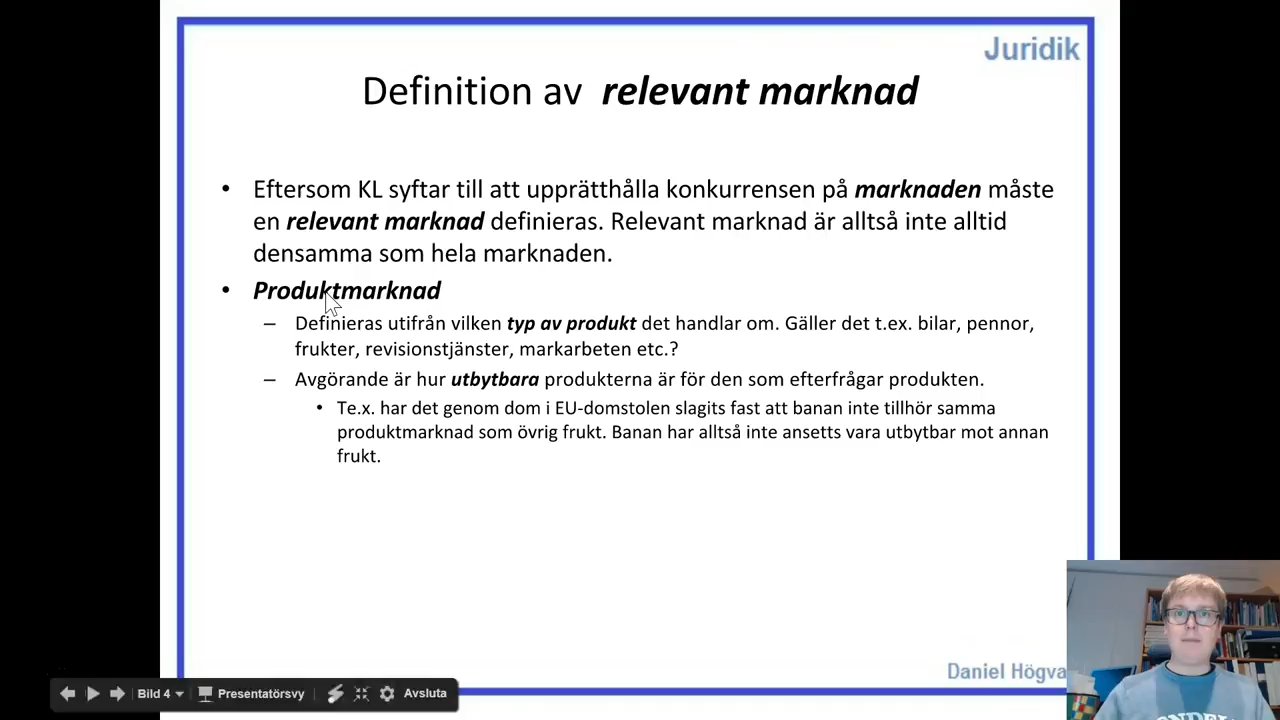 Juridik
Definition av relevant marknad
• Eftersom KL syftar till att upprätthålla konkurrensen på marknaden måste
en relevant marknad definieras. Relevant marknad är alltså inte alltid
densamma som hela marknaden.
• Produktmarknad
– Definieras utifrån vilken typ av produkt det handlar om. Gäller det t.ex. bilar, pennor,
frukter, revisionstjänster, markarbeten etc.?
– Avgörande är hur utbytbara produkterna är för den som efterfrågar produkten.
• Te.x. har det genom dom i EU-domstolen slagits fast att banan inte tillhör samma
produktmarknad som övrig frukt. Banan har alltså inte ansetts vara utbytbar mot annan
frukt.
Daniel Högva
Bild 4 Presentatörsvy Avsluta